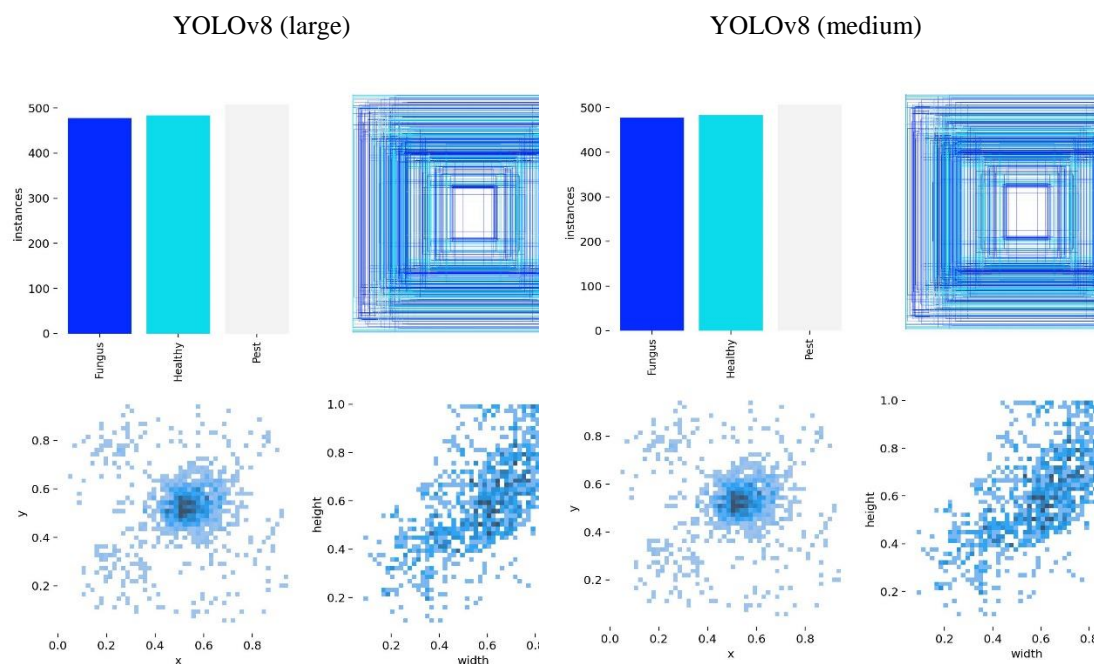 YOLOv8 (large)
YOLOv8 (medium)
500
400
300
200
100
0
instances
Fungus
Healthy
Pest
500
400
300
200
100
0
instances
Fungus
Healthy
Pest
0.8
0.6
0.4
0.2
y
0.0 0.2 0.4 0.6 0.8
x
1.0
0.8
0.6
0.4
0.2
height
0.2 0.4 0.6
width
0.8
0.6
0.4
0.2
y
0.0 0.2 0.4 0.6 0.8
x
1.0
0.8
0.6
0.4
0.2
height
0.2 0.4 0.6
width